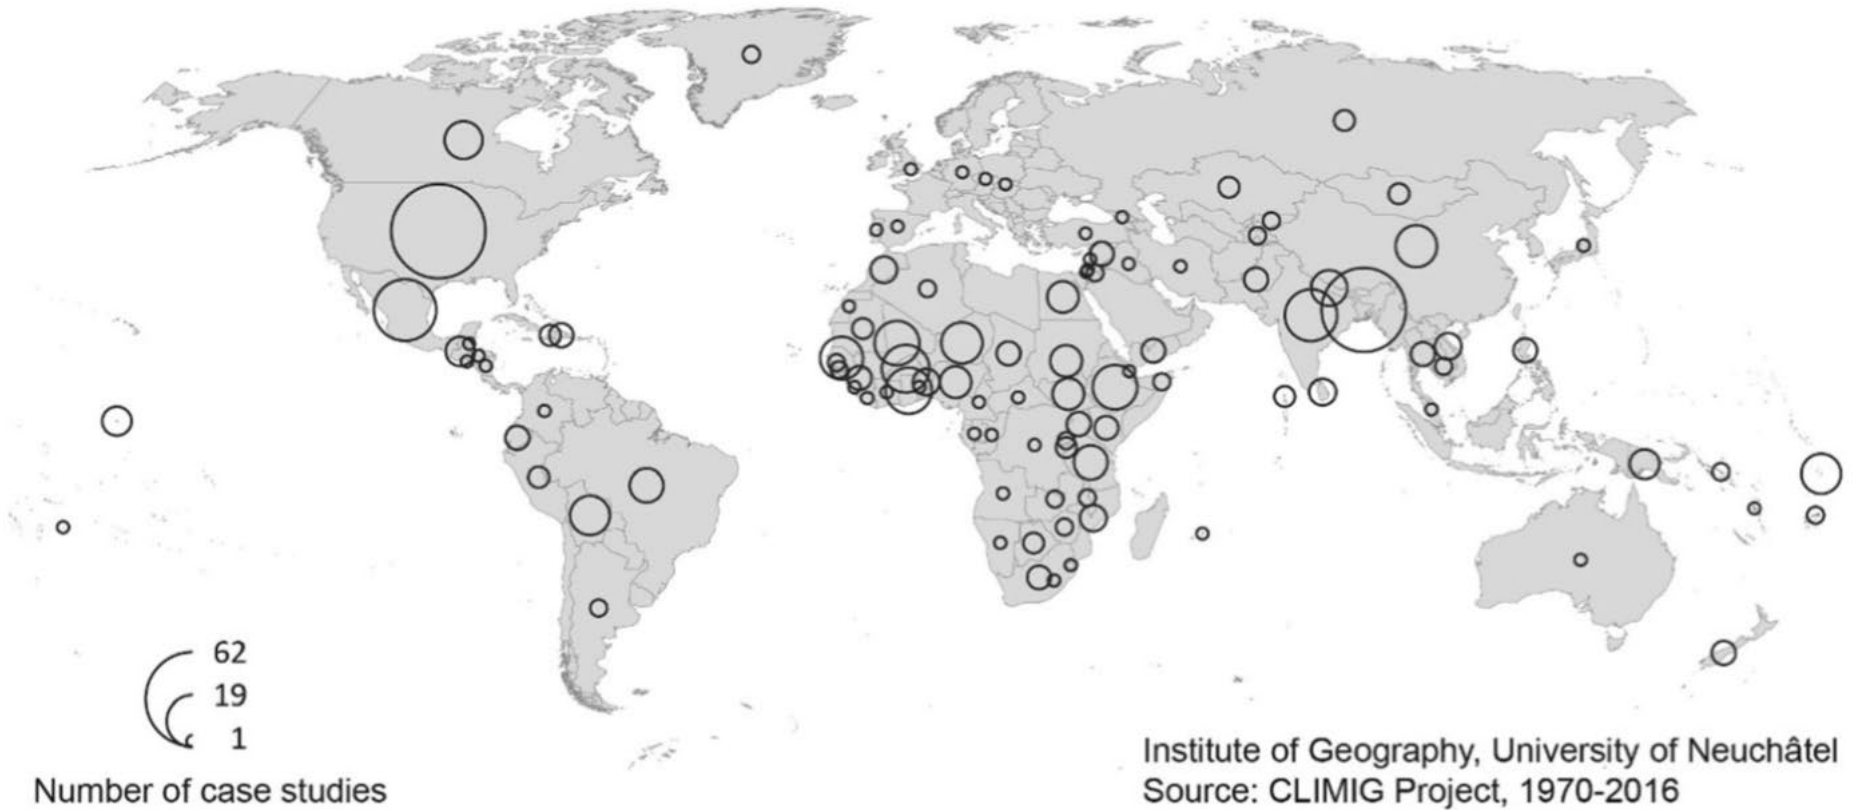 62
19
1
Number of case studies
Institute of Geography, University of Neuchâtel
Source: CLIMIG Project, 1970-2016